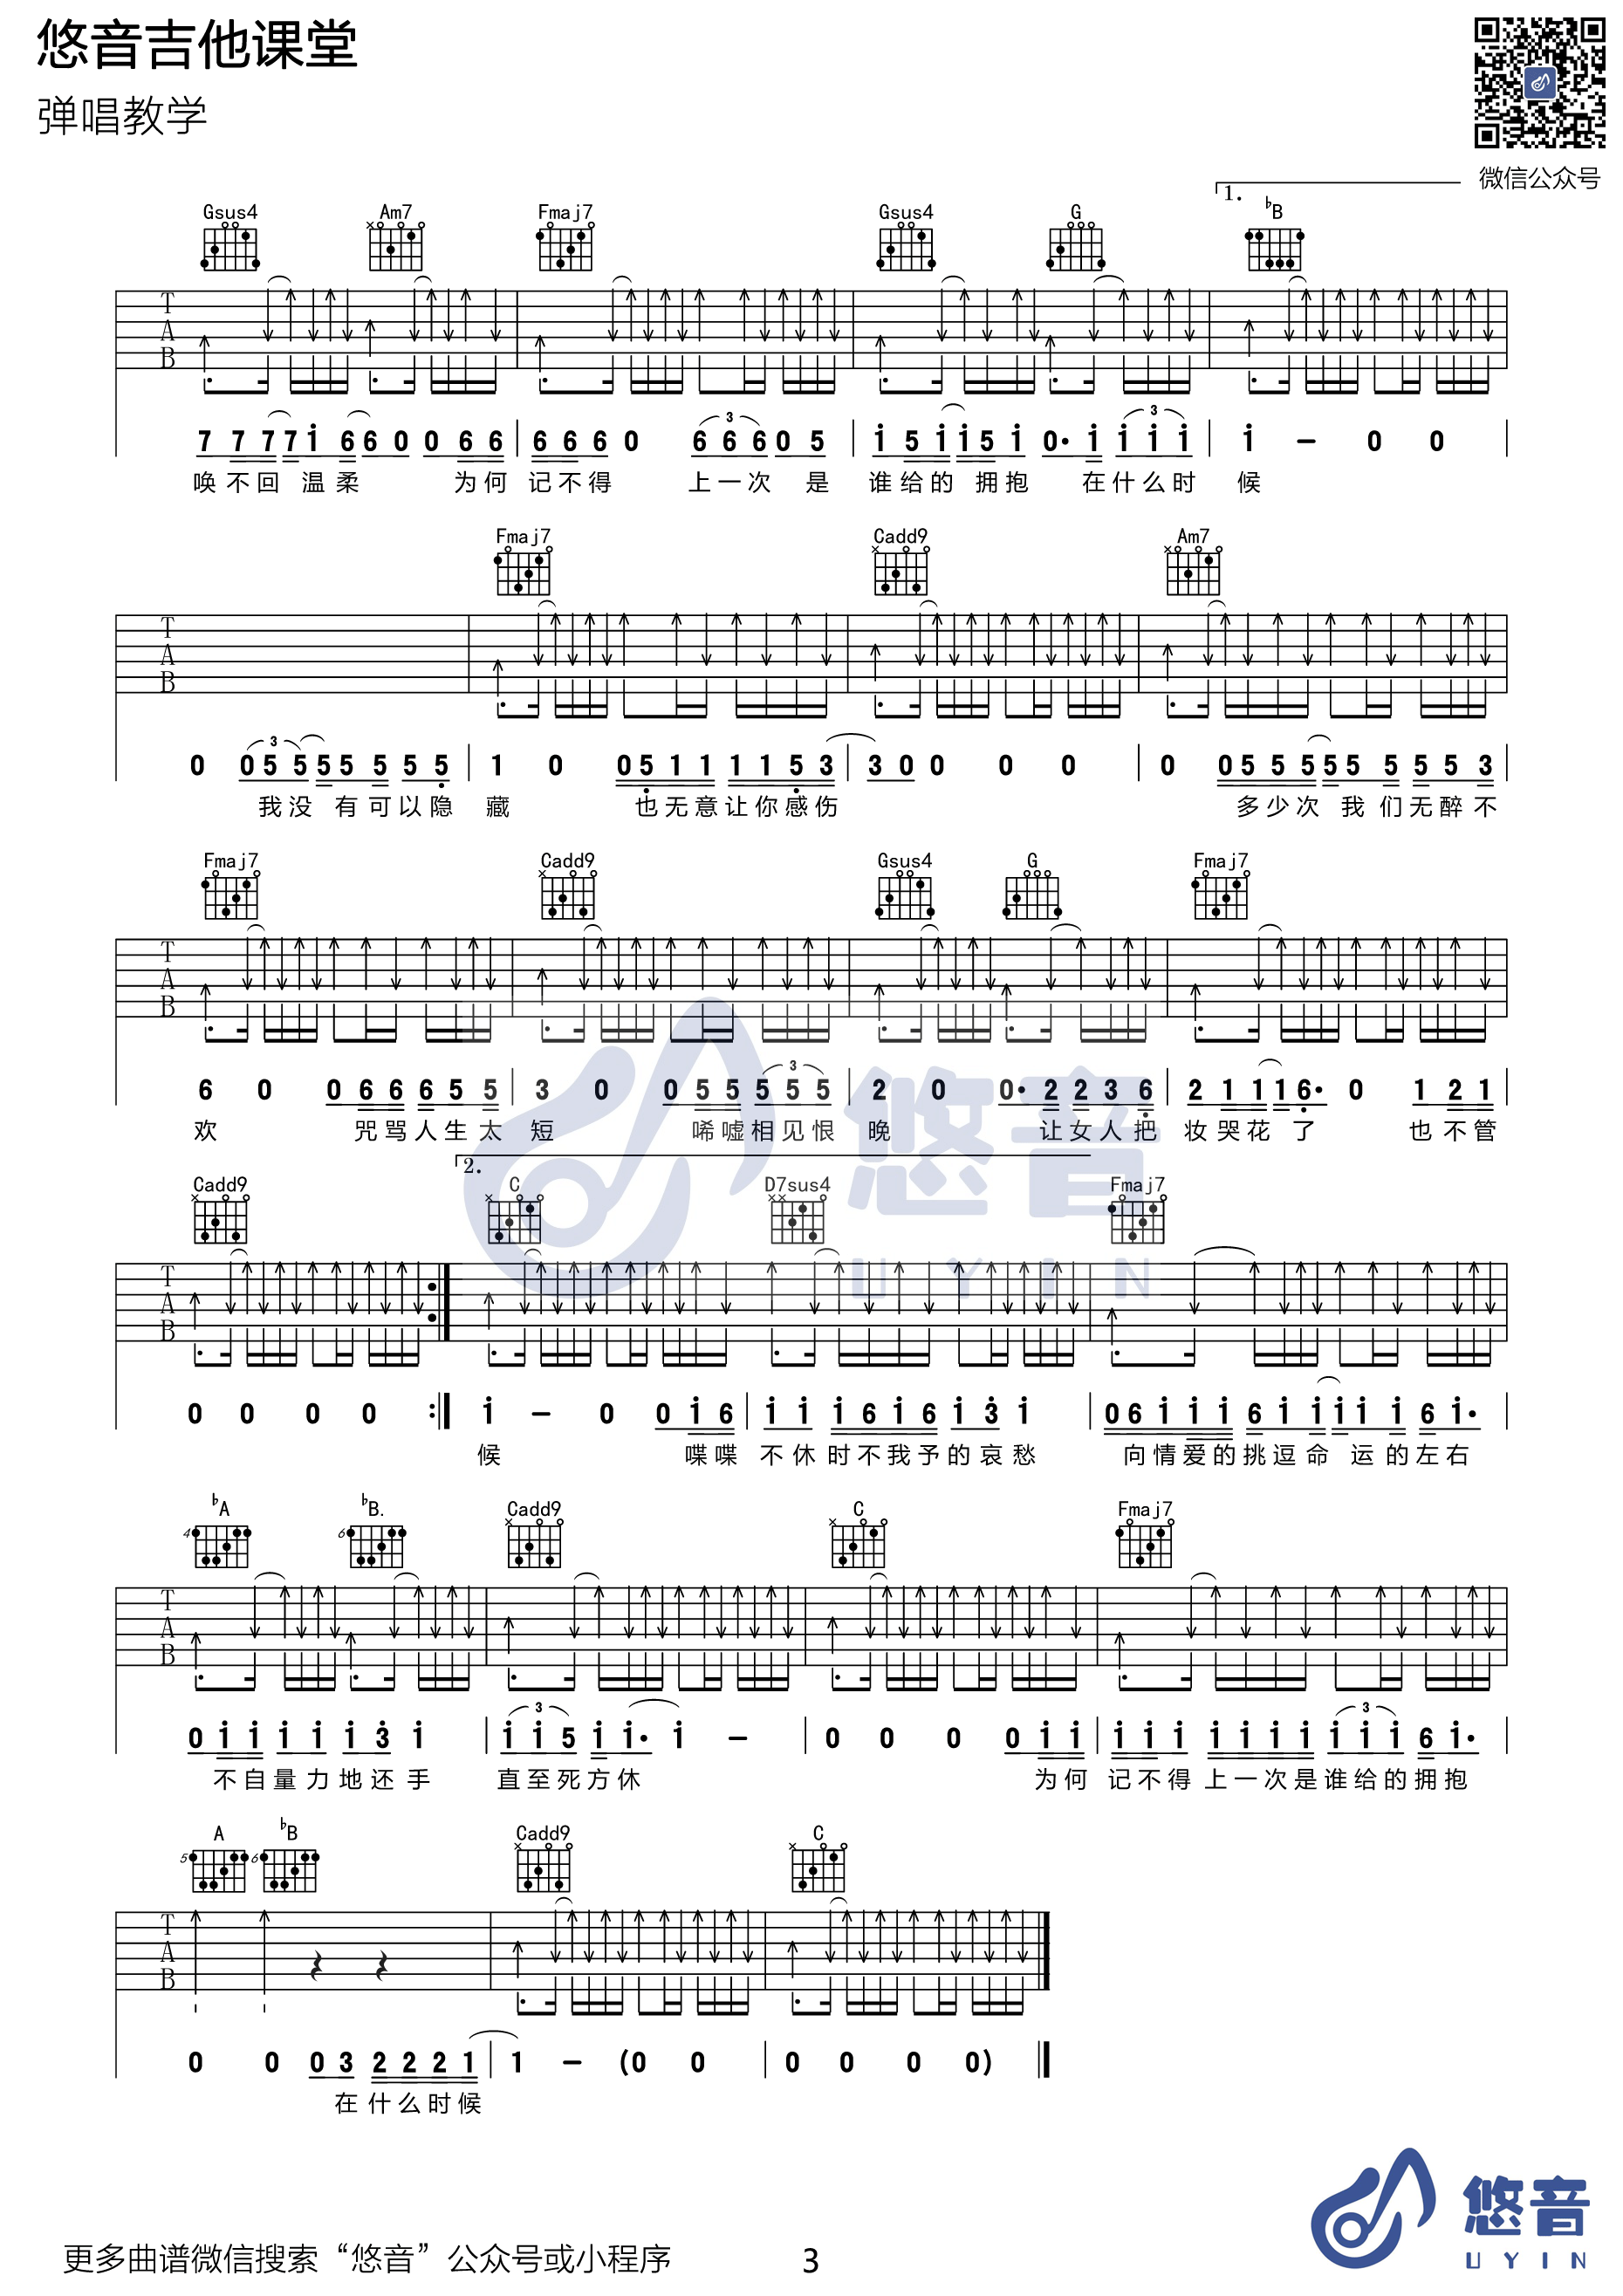 悠音吉他课堂
弹唱教学
微信公众号
Gsus4 Am7 Fmaj7 Gsus4 G 1. ♭B
T
A
B
7 7 7 7 i 6 6 0 0 6 6 6 6 6 0 3 6 6 6 0 5 i 5 i i 5 i 0· i 3 i i i i – 0 0
唤不回 温柔 为何 记不得 上一次 是 谁给的 拥抱 在什么时 候
Fmaj7 Cadd9 Am7
T
A
B
0 3 0 5 5 5 5 5 5 5 1 0 0 5 1 1 1 1 5 3 3 0 0 0 0 0 0 5 5 5 5 5 5 5 5 3
我没 有可以隐 藏 也无意让你感伤 多少次 我 们无醉不
Fmaj7 Cadd9 Gsus4 G Fmaj7
T
A
B
6 0 0 6 6 6 5 5 3 0 0 5 5 3 5 5 5 2 0 0· 2 2 3 6 2 1 1 1 6· 0 1 2 1
欢 咒骂人生太 短 唏嘘相见恨 晚 让女人把 妆哭花 了 也不管
Cadd9 2. C D7sus4 Fmaj7
T
A
B
0 0 0 0 i – 0 0 i 6 i i i 6 i 6 i 3 i 0 6 i i i 6 i i i i i 6 i·
候 喋喋 不休 时不我予的哀愁 向情爱的挑逗命 运的左右
♭A ♭B. Cadd9 C Fmaj7
4 6
T
A
B
0 i i i i i 3 i 3 i i 5 i i· i – 0 0 0 0 i i i i i i i i i 3 i i i 6 i·
不自量力地还手 直至死方休 为何 记不得 上一次是谁给的拥抱
A ♭B Cadd9 C
5 6
T
A
B
0 0 0 3 2 2 2 1 1 – (0 0 0 0 0 0)
在什么时候
悠音
UYIN
更多曲谱微信搜索“悠音”公众号或小程序
3
悠音
UYIN